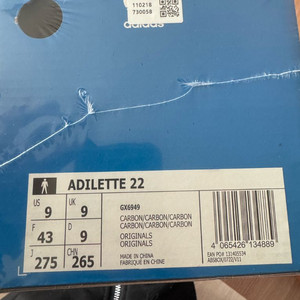 110218
730058
adidas
ADILETTE 22
US UK
9 9
F D
43 9
J CHN
275 265
GX6949
CARBON/CARBON/CARBON
CARBON/CARBON/CARBON
ORIGINALS
ORIGINALS
MADE IN CHINA
FABRIQUÉ EN CHINE
4 065426 134889
EAN